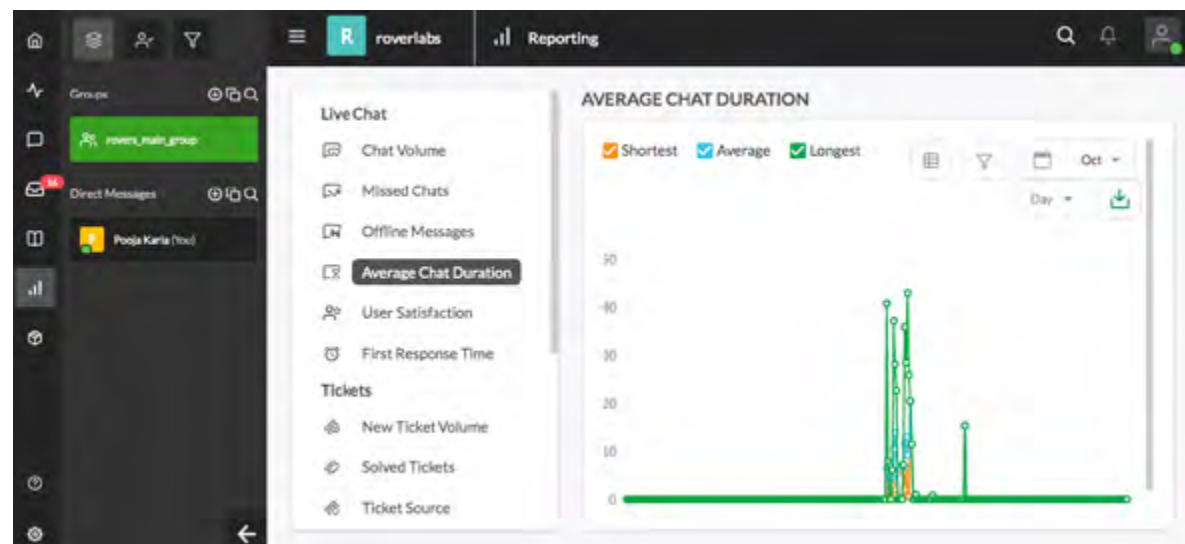 R roverlabs
Reporting
Groups
rovers_main_group
Direct Messages
P Pooja Karia (You)
Live Chat
Chat Volume
Missed Chats
Offline Messages
Average Chat Duration
User Satisfaction
First Response Time
Tickets
New Ticket Volume
Solved Tickets
Ticket Source
AVERAGE CHAT DURATION
Shortest Average Longest
Oct
Day
50
40
30
20
10
0